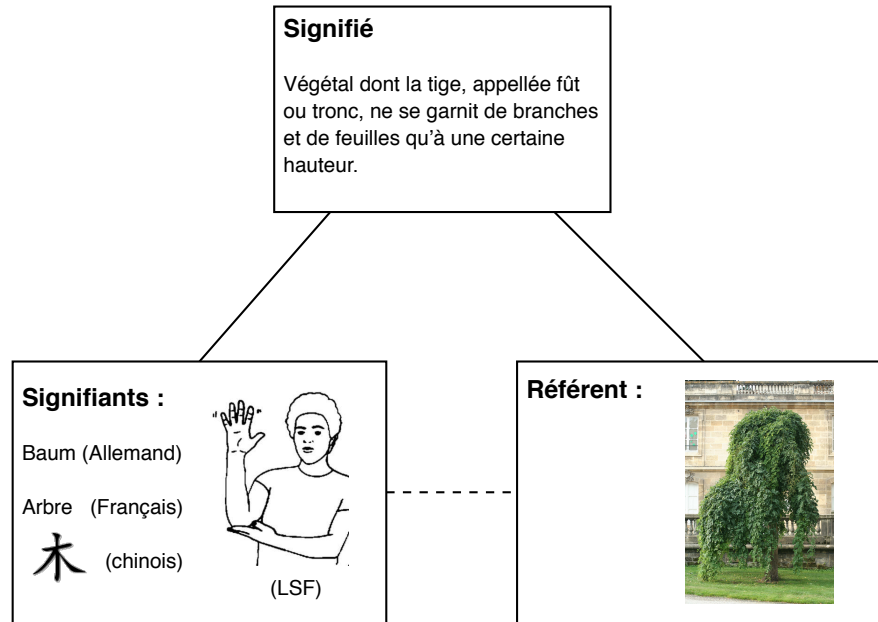 Signifié
Végétal dont la tige, appellée fût
ou tronc, ne se garnit de branches
et de feuilles qu'à une certaine
hauteur.
Signifiants :
Baum (Allemand)
Arbre (Français)
木 (chinois)
(LSF)
Référent :